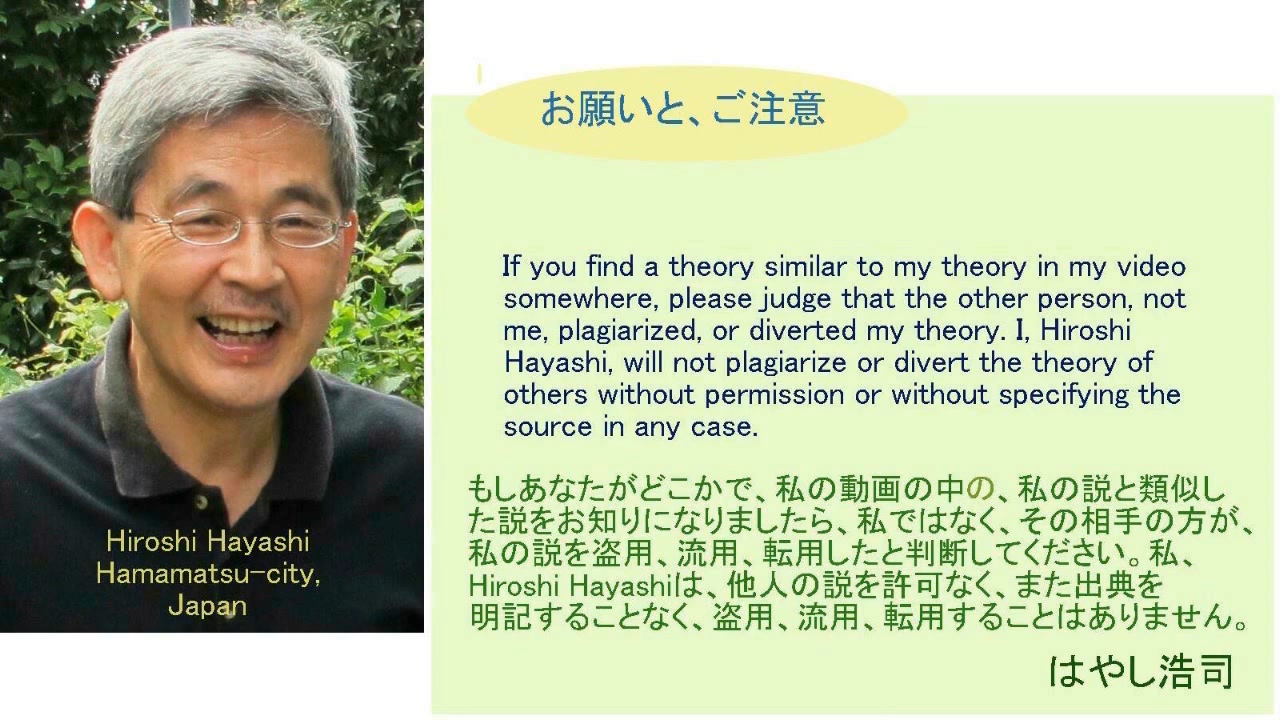 Hiroshi Hayashi
Hamamatsu-city,
Japan
お願いと、ご注意
If you find a theory similar to my theory in my video
somewhere, please judge that the other person, not
me, plagiarized, or diverted my theory. I, Hiroshi
Hayashi, will not plagiarize or divert the theory of
others without permission or without specifying the
source in any case.
もしあなたがどこかで、私の動画の中の、私の説と類似し
た説をお知りになりましたら、私ではなく、その相手の方が、
私の説を盗用、流用、転用したと判断してください。私、
Hiroshi Hayashiは、他人の説を許可なく、また出典を
明記することなく、盗用、流用、転用することはありません。
はやし浩司